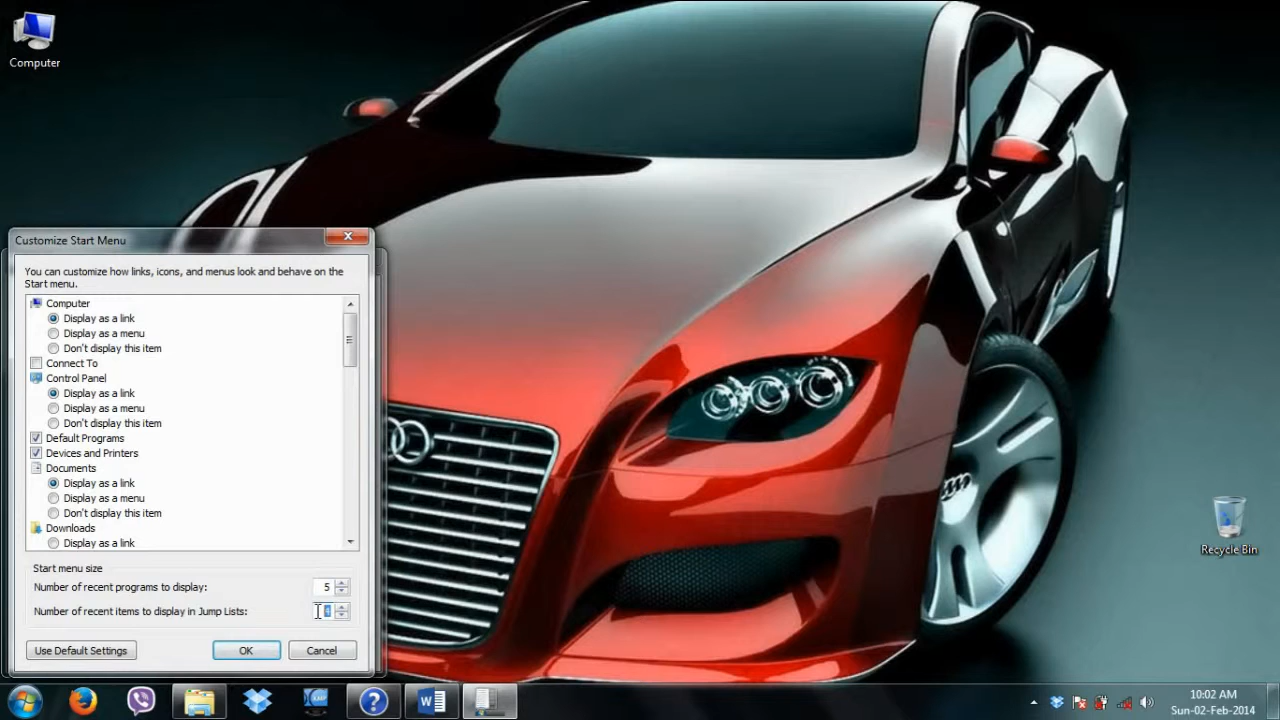 Computer
Customize Start Menu
You can customize how links, icons, and menus look and behave on the
Start menu.
Computer
Display as a link
Display as a menu
Don't display this item
Connect To
Control Panel
Display as a link
Display as a menu
Don't display this item
Default Programs
Devices and Printers
Documents
Display as a link
Display as a menu
Don't display this item
Downloads
Display as a link
Start menu size
Number of recent programs to display: 5
Number of recent items to display in Jump Lists:
Use Default Settings OK Cancel
Recycle Bin
10:02 AM
Sun-02-Feb-2014